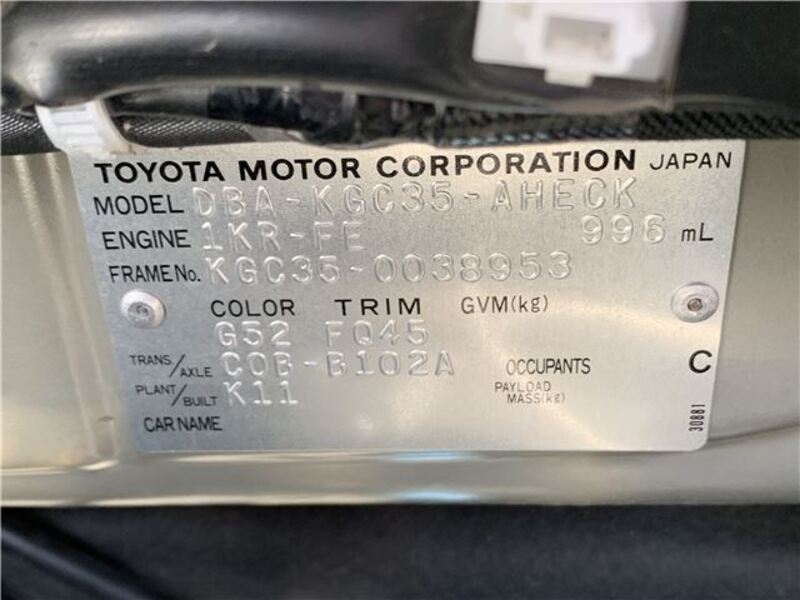 TOYOTA MOTOR CORPORATION JAPAN
MODEL DBA-KGC35-AHECK
ENGINE 1KR-FE 996 mL
FRAME No. KGC35-0038953
COLOR TRIM GVM(kg)
G52 FQ45
TRANS./AXLE C0B-B102A OCCUPANTS C
PLANT/BUILT K11 PAYLOAD MASS(kg)
CAR NAME
30881